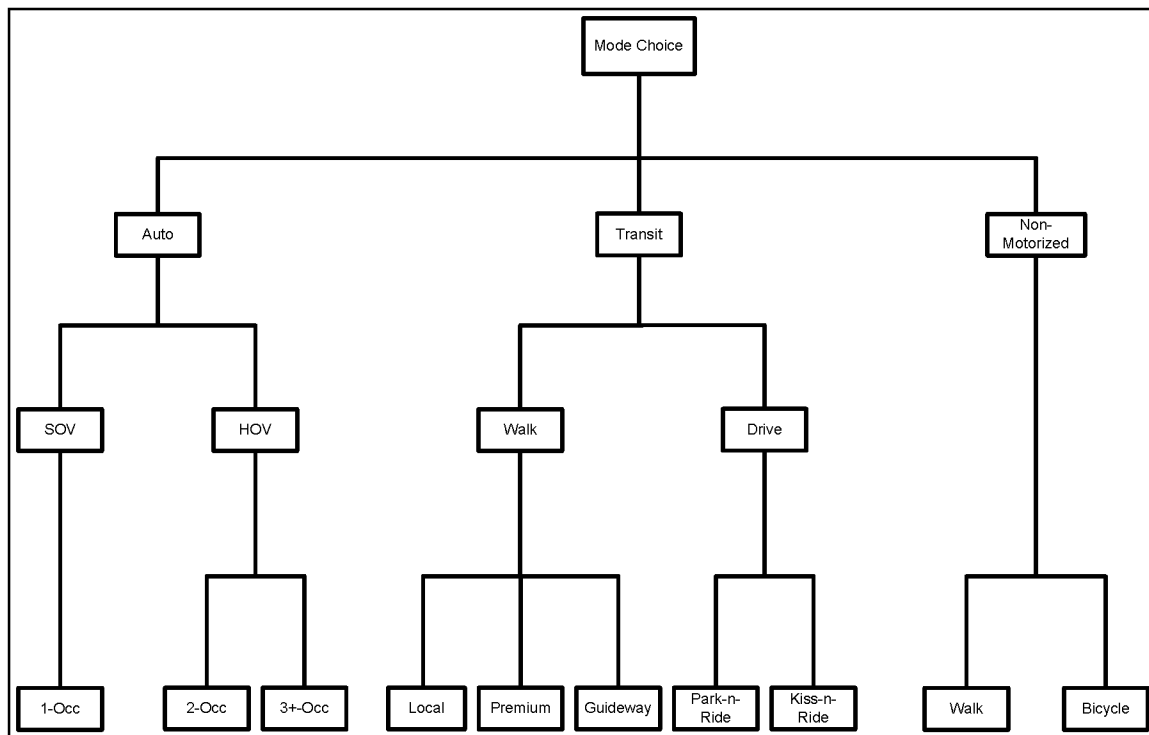 Mode Choice
Auto
Transit
Non-
Motorized
SOV
HOV
Walk
Drive
1-Occ
2-Occ
3+-Occ
Local
Premium
Guideway
Park-n-
Ride
Kiss-n-
Ride
Walk
Bicycle